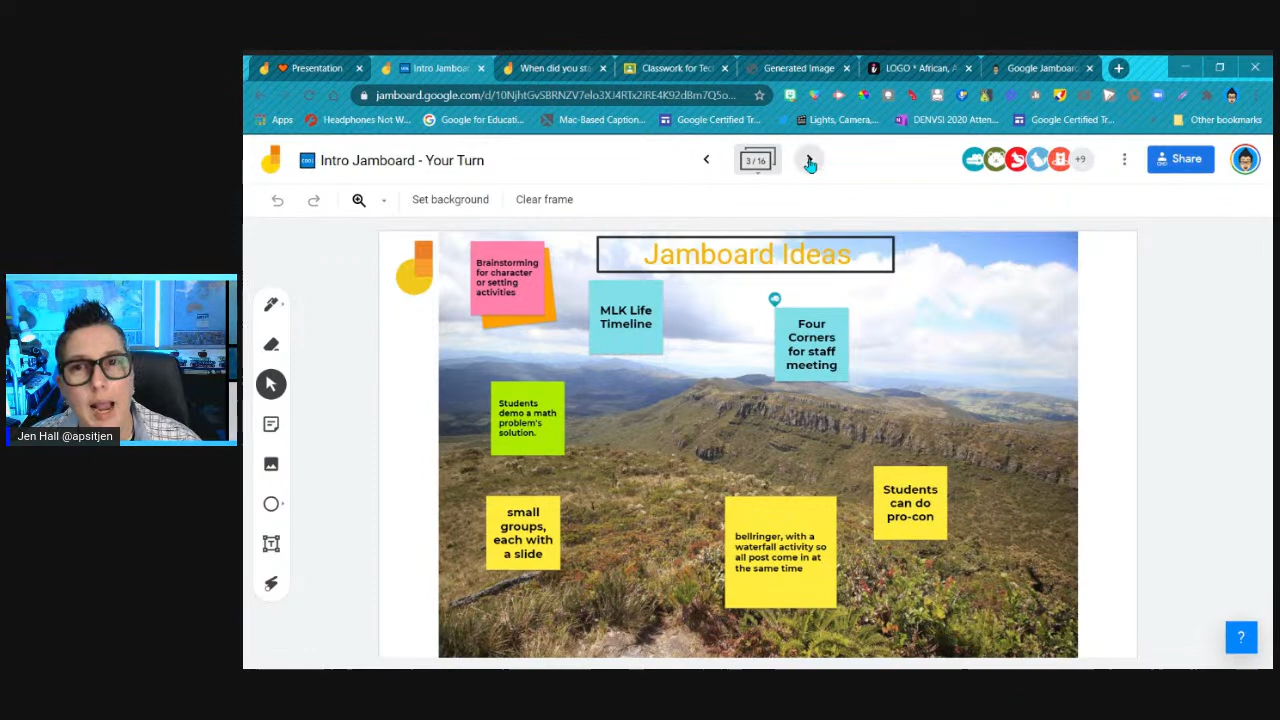 Presentation
Intro Jamboa
When did you sta
Classwork for Tec
Generated Image
LOGO * African, A
Google Jamboard
jamboard.google.com/d/10NjhtGvSBRNZV7elo3XJ4RTx2iRE4K92dBm7Q5o...
Apps
Headphones Not W...
Google for Educati...
Mac-Based Caption...
Google Certified Tr...
Lights, Camera,...
DENVSI 2020 Atten...
Google Certified Tr...
Other bookmarks
COOL
Intro Jamboard - Your Turn
3 / 16
+9
Share
Set background
Clear frame
Jamboard Ideas
Brainstorming
for character
or setting
activities
MLK Life
Timeline
Four
Corners
for staff
meeting
Students
demo a math
problem's
solution.
small
groups,
each with
a slide
bellringer, with a
waterfall activity so
all post come in at
the same time
Students
can do
pro-con
Jen Hall @apsitjen